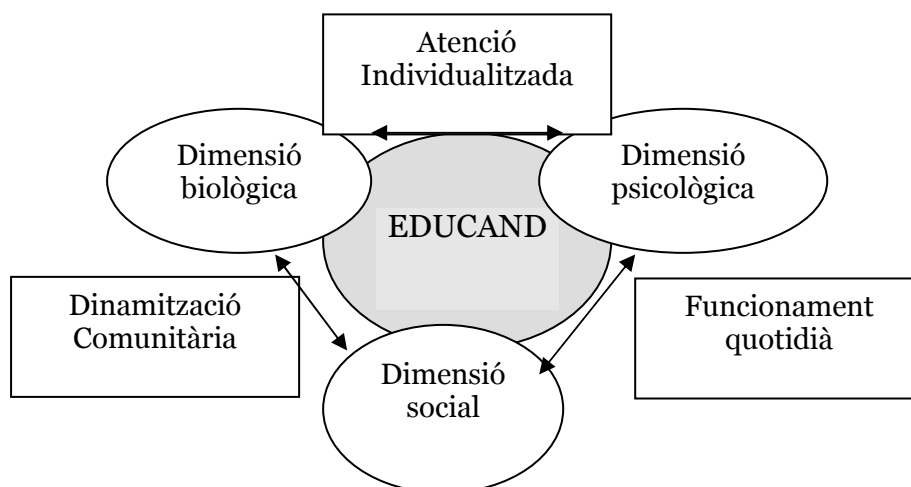 Atenció
Individualitzada
Dimensió
biològica
Dimensió
psicològica
EDUCAND
Dinamització
Comunitària
Funcionament
quotidià
Dimensió
social